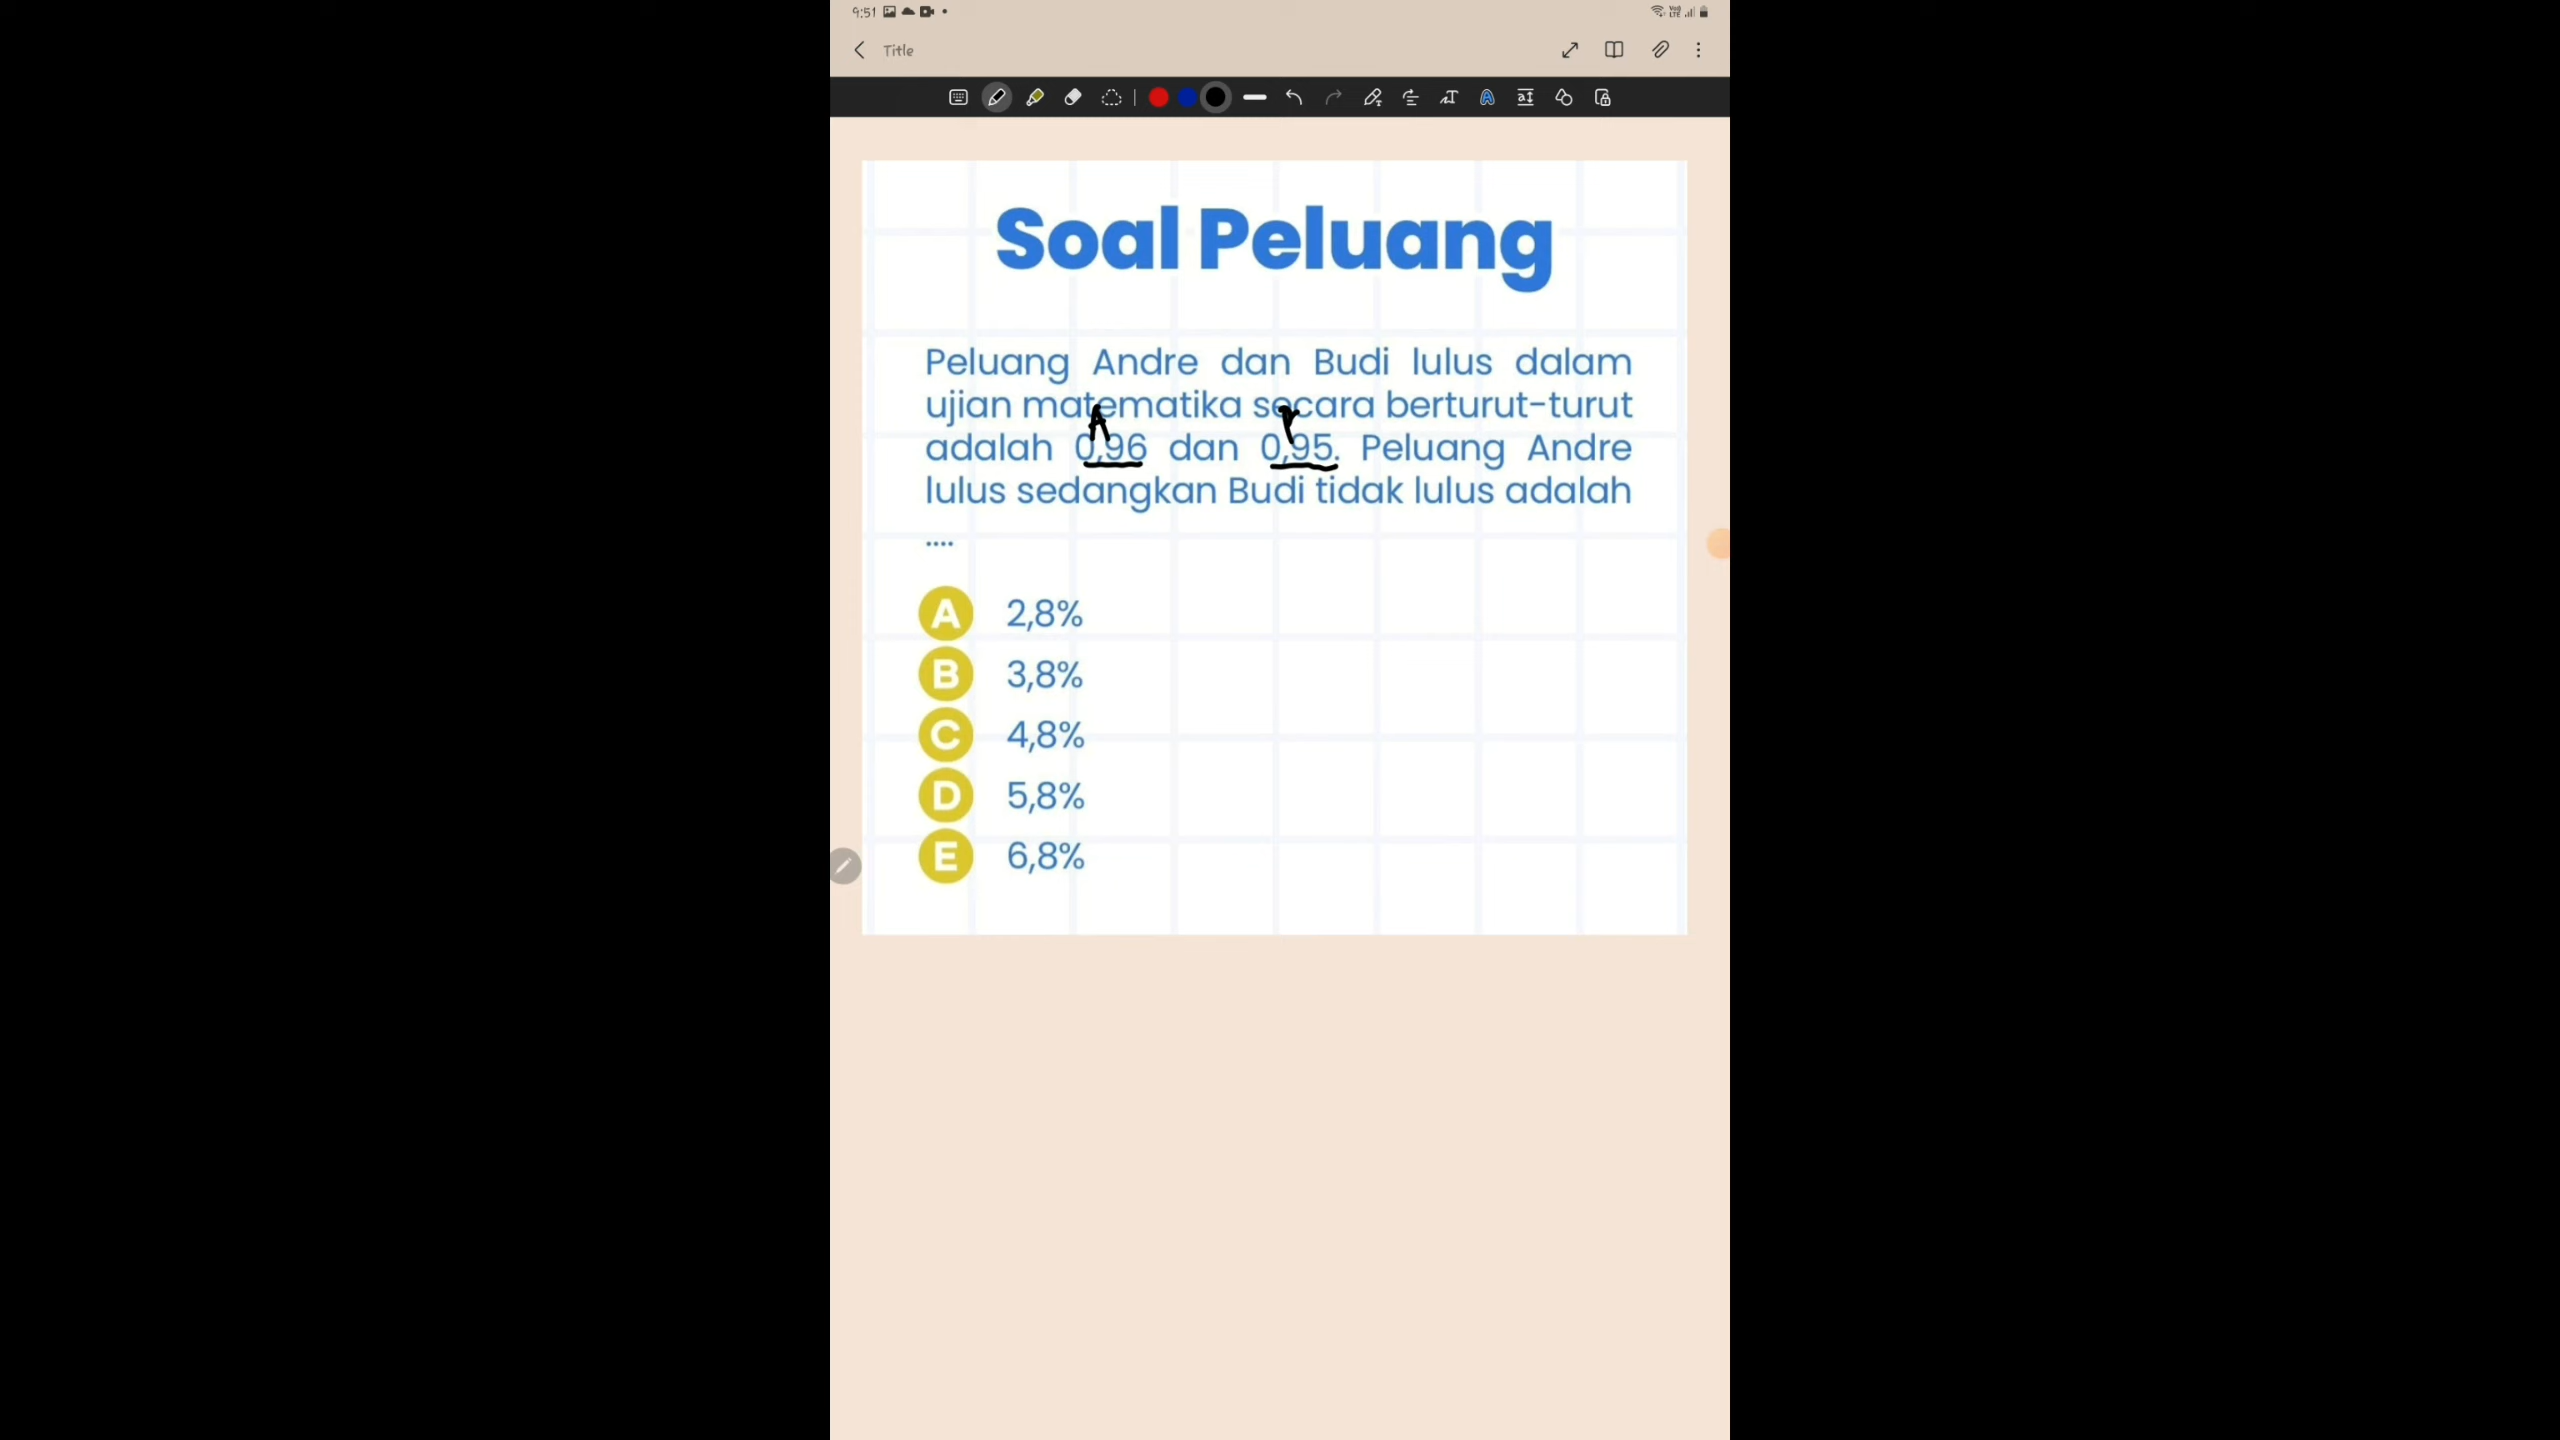 9:51
Title
Soal Peluang
Peluang Andre dan Budi lulus dalam
ujian matematika secara berturut-turut
A
adalah 0,96 dan 0,95. Peluang Andre
lulus sedangkan Budi tidak lulus adalah
....
A 2,8%
B 3,8%
C 4,8%
D 5,8%
E 6,8%